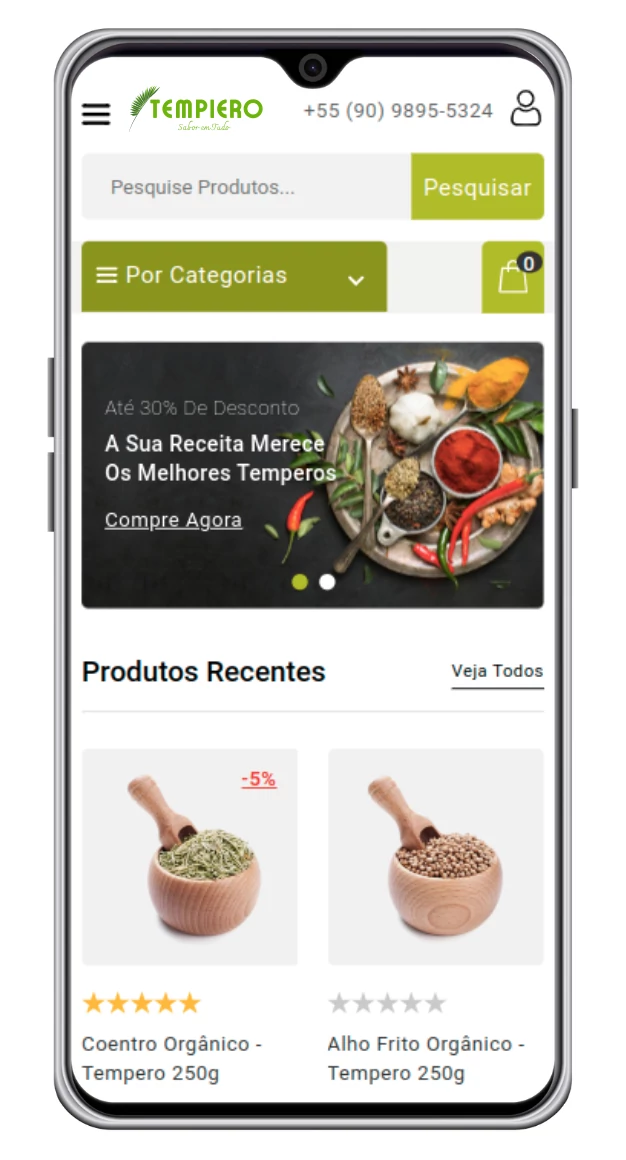 TEMPIERO
Sabor em Tudo
+55 (90) 9895-5324
Pesquise Produtos...
Pesquisar
Por Categorias
0
Até 30% De Desconto
A Sua Receita Merece
Os Melhores Temperos
Compre Agora
Produtos Recentes
Veja Todos
-5%
Coentro Orgânico -
Tempero 250g
Alho Frito Orgânico -
Tempero 250g